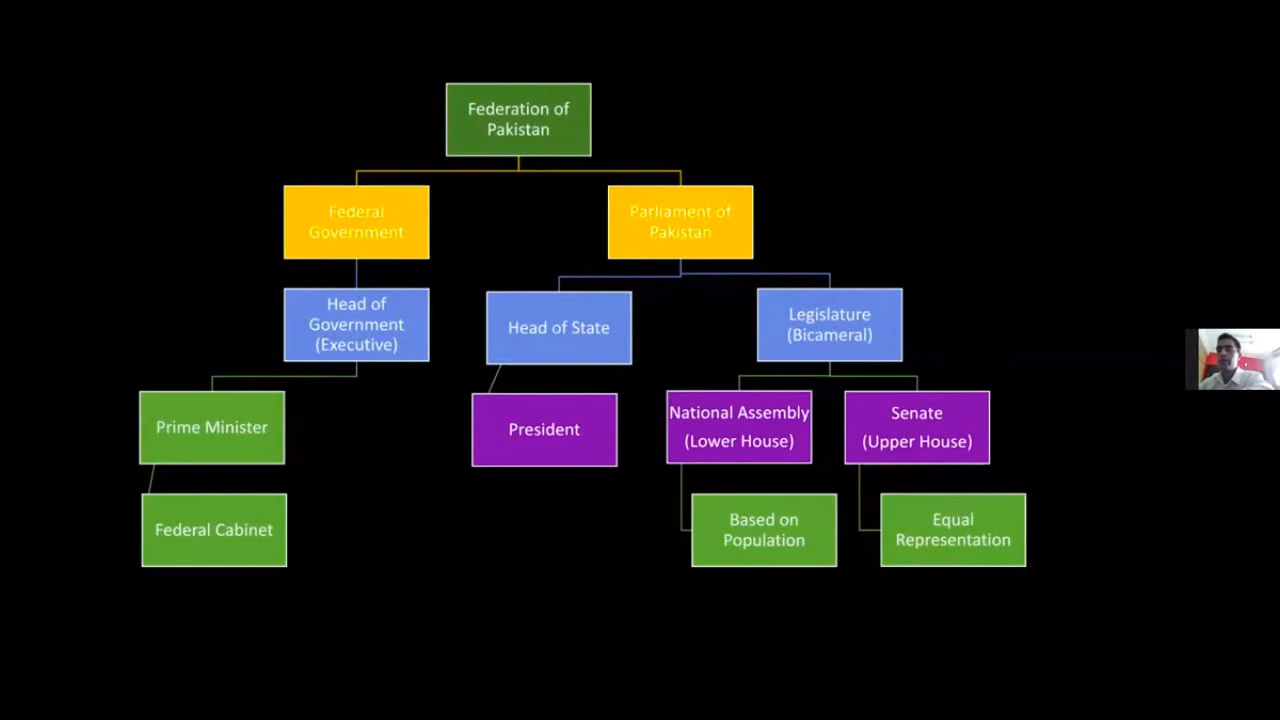 Federation of
Pakistan
Federal
Government
Parliament of
Pakistan
Head of
Government
(Executive)
Head of State
Legislature
(Bicameral)
Prime Minister
President
National Assembly
(Lower House)
Senate
(Upper House)
Federal Cabinet
Based on
Population
Equal
Representation